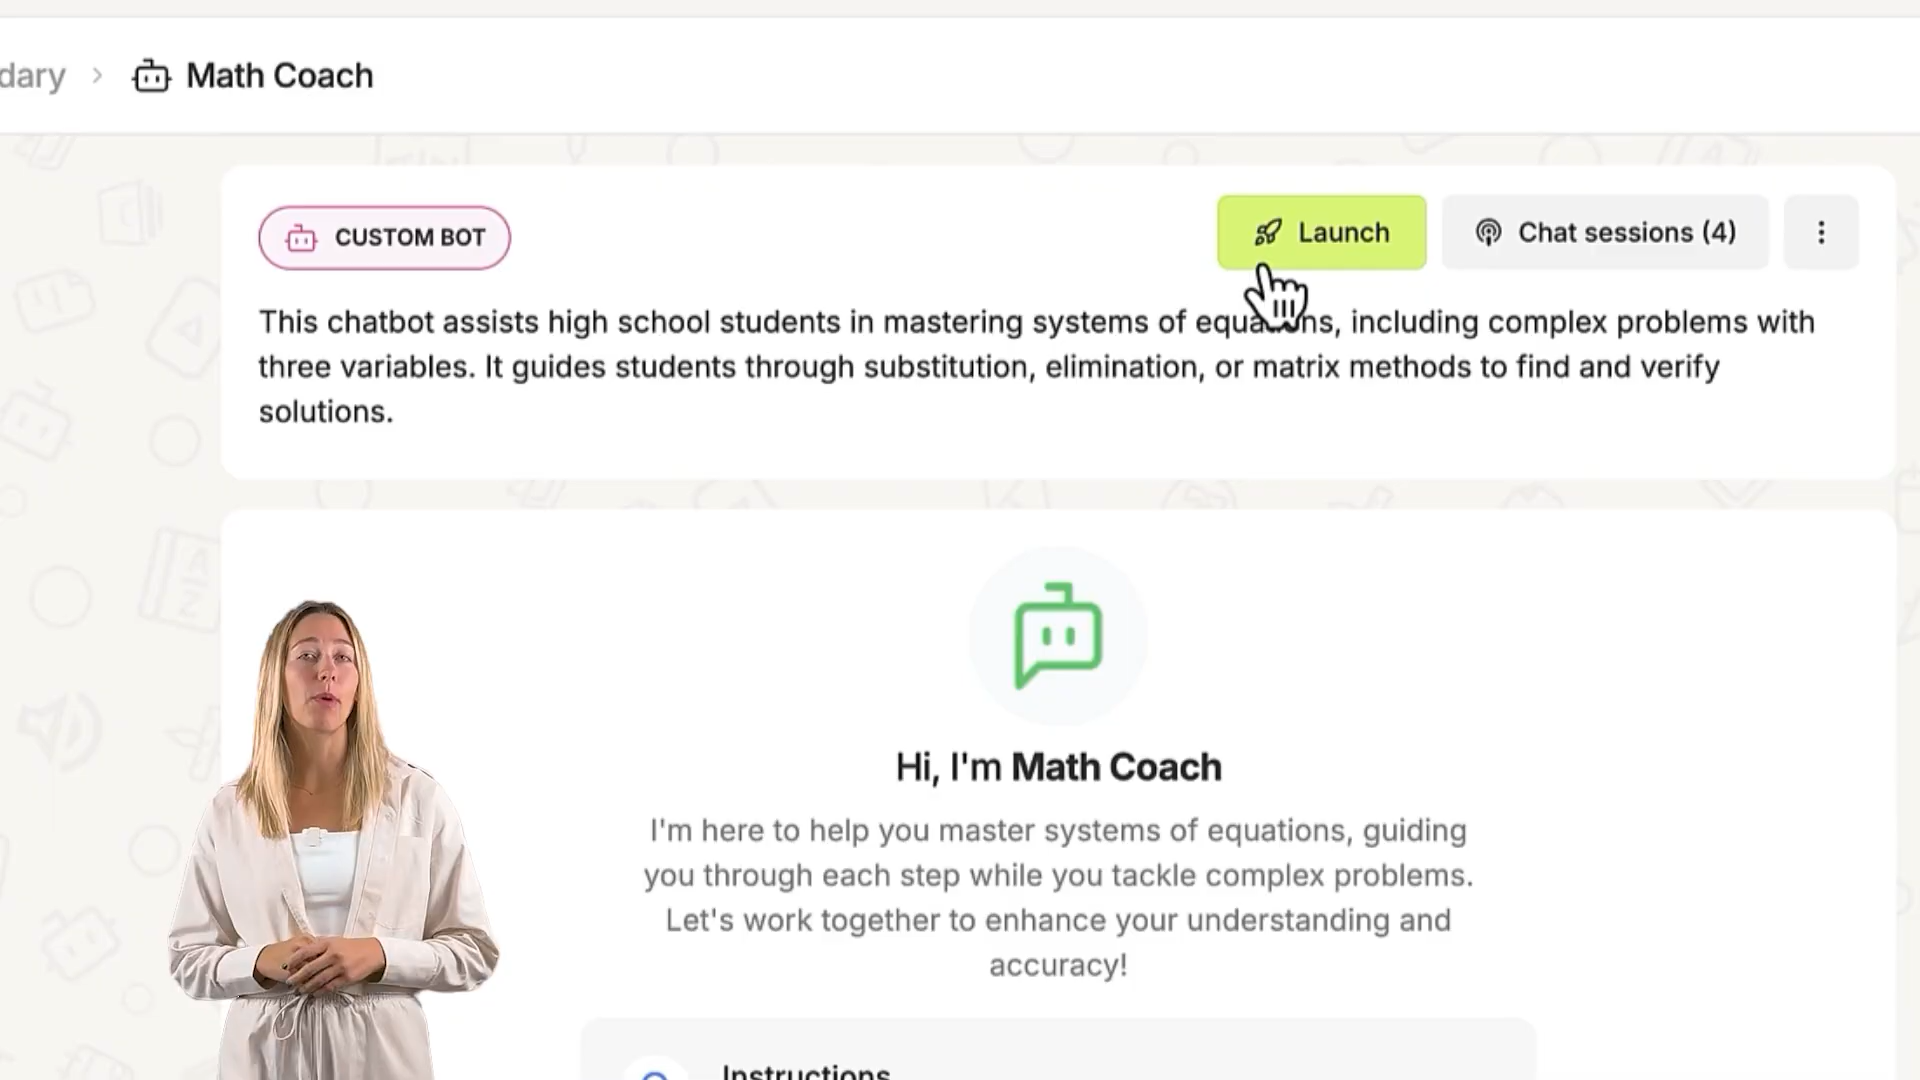 dary > Math Coach
CUSTOM BOT
Launch
Chat sessions (4)
This chatbot assists high school students in mastering systems of equations, including complex problems with
three variables. It guides students through substitution, elimination, or matrix methods to find and verify
solutions.
Hi, I'm Math Coach
I'm here to help you master systems of equations, guiding
you through each step while you tackle complex problems.
Let's work together to enhance your understanding and
accuracy!
Instructions